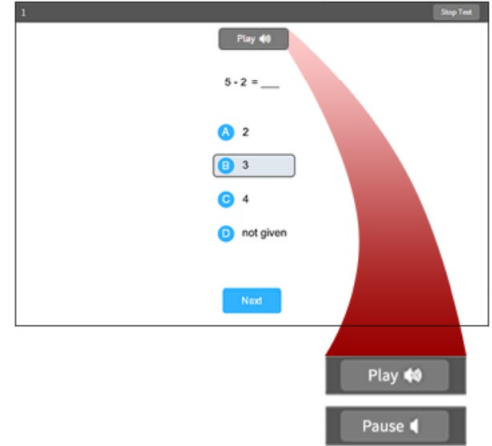 1
Stop Test
Play
5 - 2 = ___
A 2
B 3
C 4
D not given
Next
Play
Pause